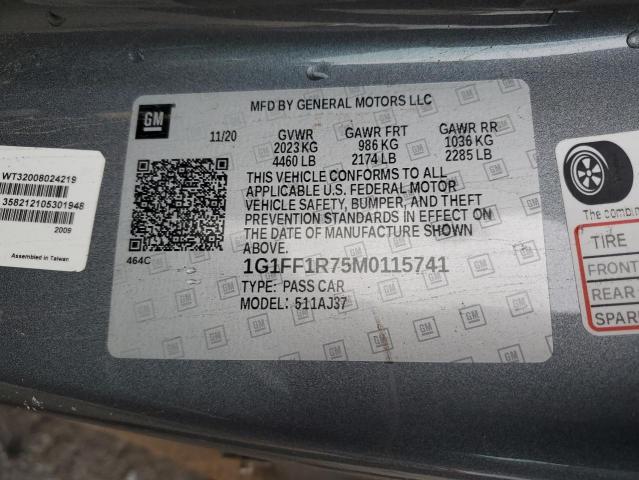 WT32008024219
358212105301948
2009
Assembled in Taiwan
GM
MFD BY GENERAL MOTORS LLC
11/20 GVWR GAWR FRT GAWR RR
2023 KG 986 KG 1036 KG
4460 LB 2174 LB 2285 LB
THIS VEHICLE CONFORMS TO ALL
APPLICABLE U.S. FEDERAL MOTOR
VEHICLE SAFETY, BUMPER, AND THEFT
PREVENTION STANDARDS IN EFFECT ON
THE DATE OF MANUFACTURE SHOWN
ABOVE.
464C
1G1FF1R75M0115741
TYPE: PASS CAR
MODEL: 511AJ37
The combin
TIRE
FRONT
REAR
SPARE